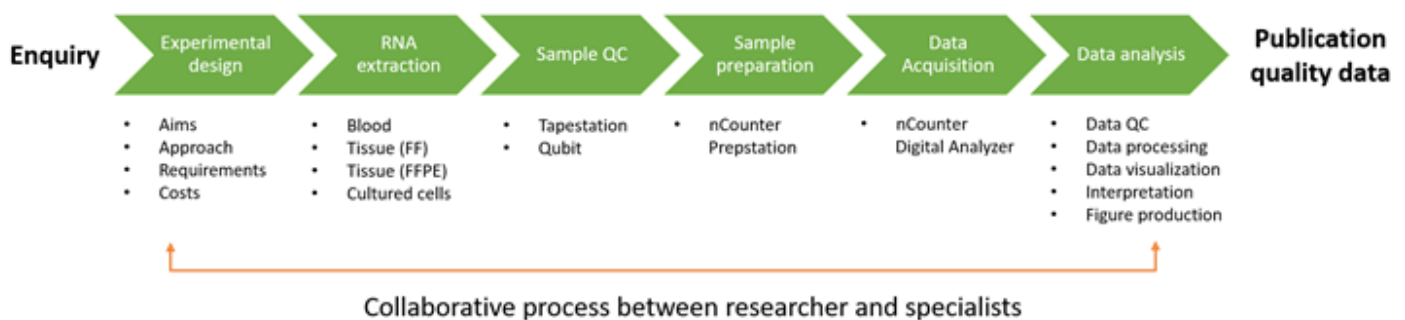 Enquiry
Experimental
design
RNA
extraction
Sample QC
Sample
preparation
Data
Acquisition
Data analysis
Publication
quality data
• Aims
• Approach
• Requirements
• Costs
• Blood
• Tissue (FF)
• Tissue (FFPE)
• Cultured cells
• Tapestation
• Qubit
• nCounter
Prepstation
• nCounter
Digital Analyzer
• Data QC
• Data processing
• Data visualization
• Interpretation
• Figure production
Collaborative process between researcher and specialists